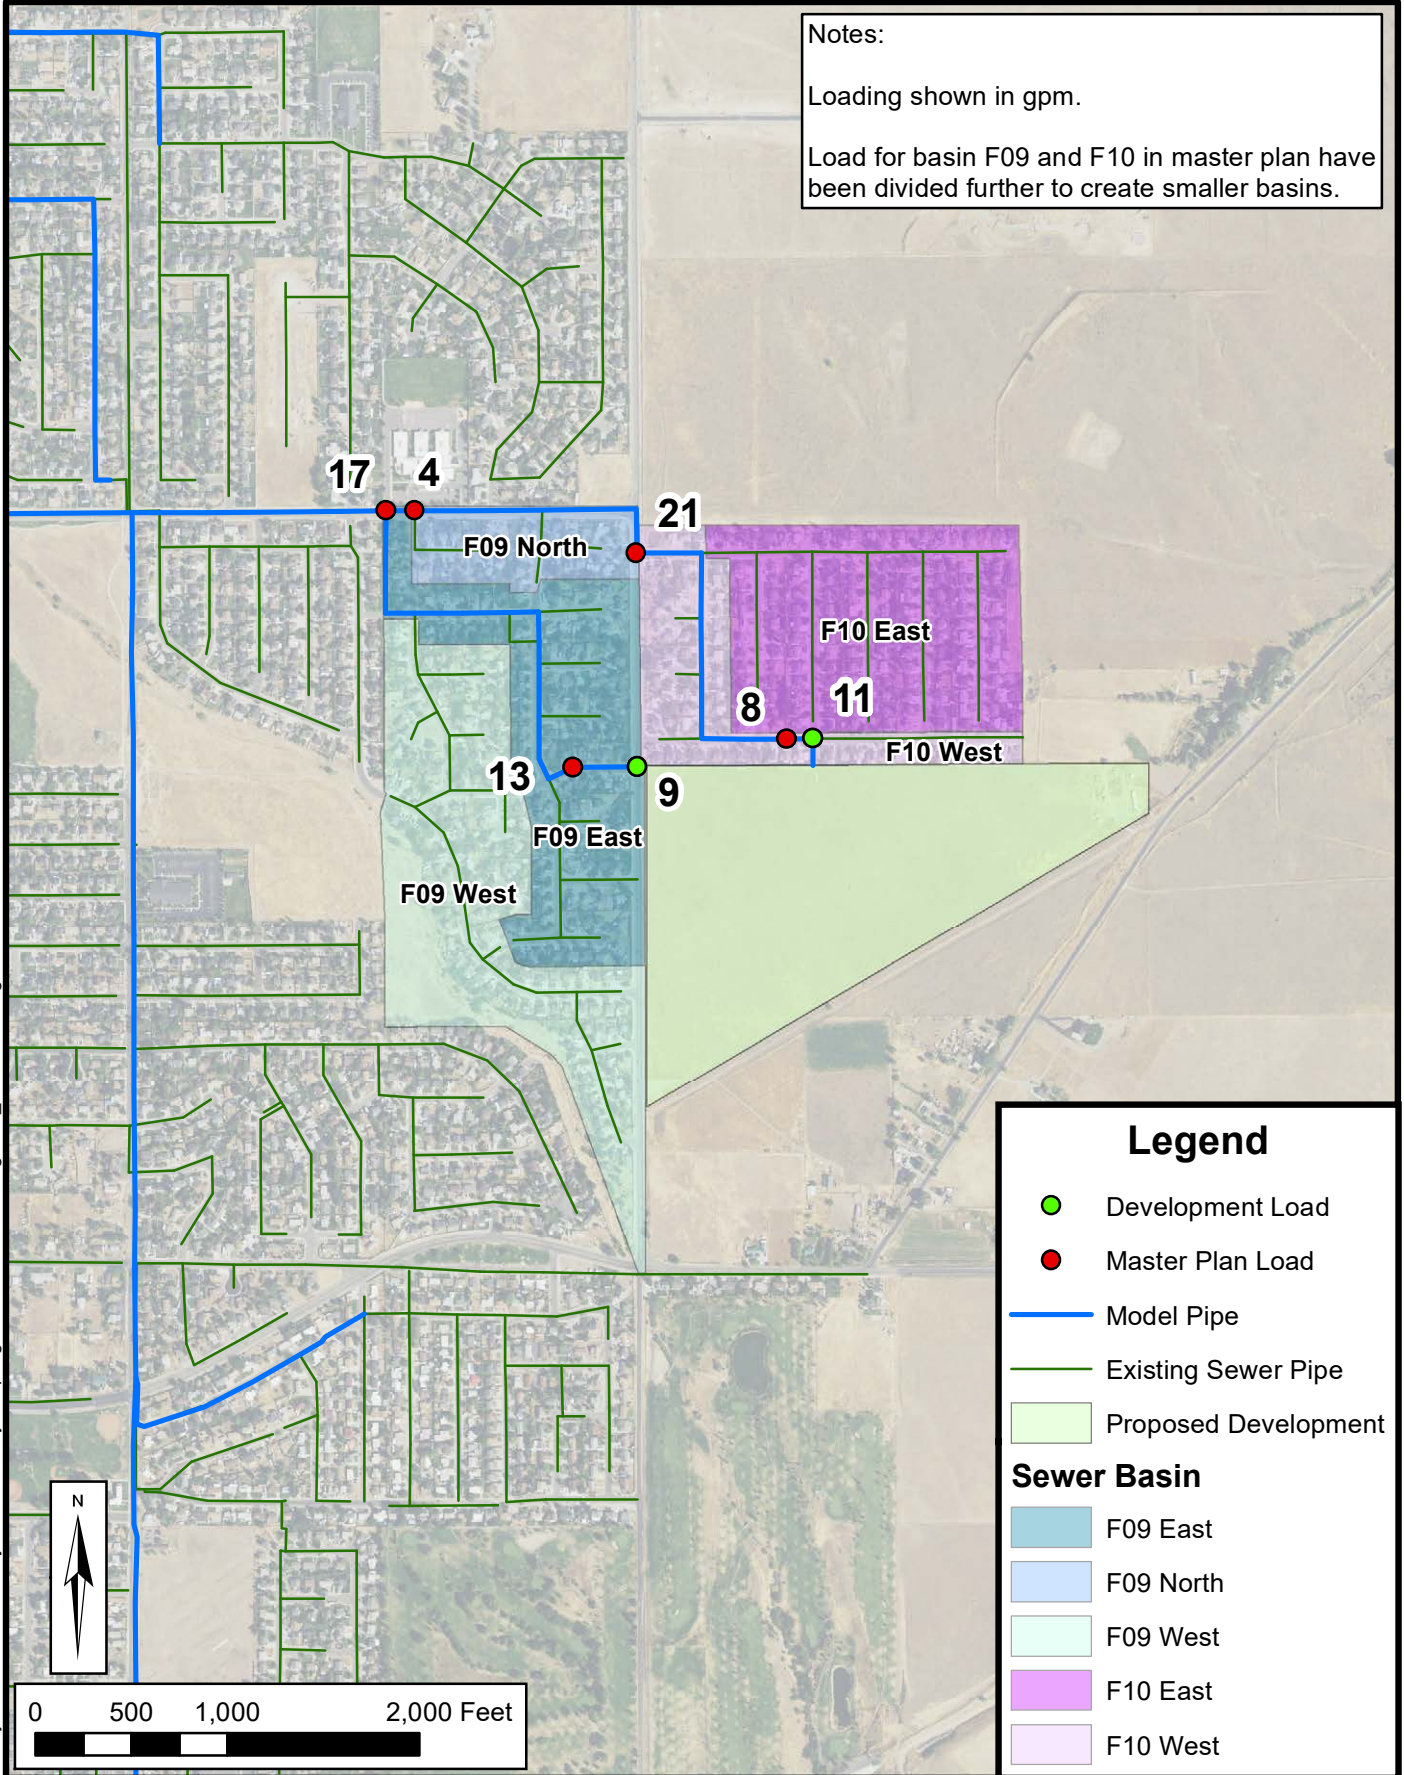 Notes:
Loading shown in gpm.
Load for basin F09 and F10 in master plan have
been divided further to create smaller basins.
17
4
21
F09 North
F10 East
8
11
F10 West
13
9
F09 East
F09 West
Legend
Development Load
Master Plan Load
Model Pipe
Existing Sewer Pipe
Proposed Development
Sewer Basin
F09 East
F09 North
F09 West
F10 East
F10 West
N
0 500 1,000 2,000 Feet